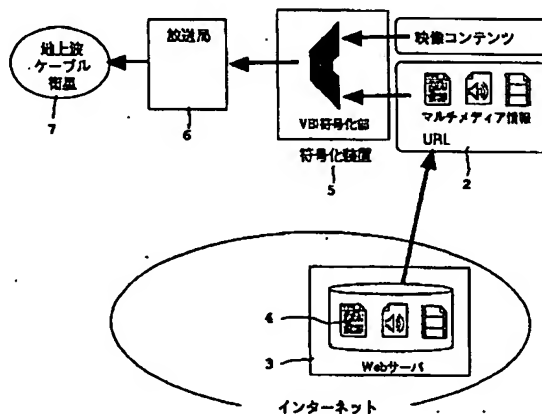 地上波
ケーブル
衛星
7
放送局
6
VBI符号化部
符号化装置
5
映像コンテンツ
マルチメディア情報
URL
2
4
3
Webサーバ
インターネット